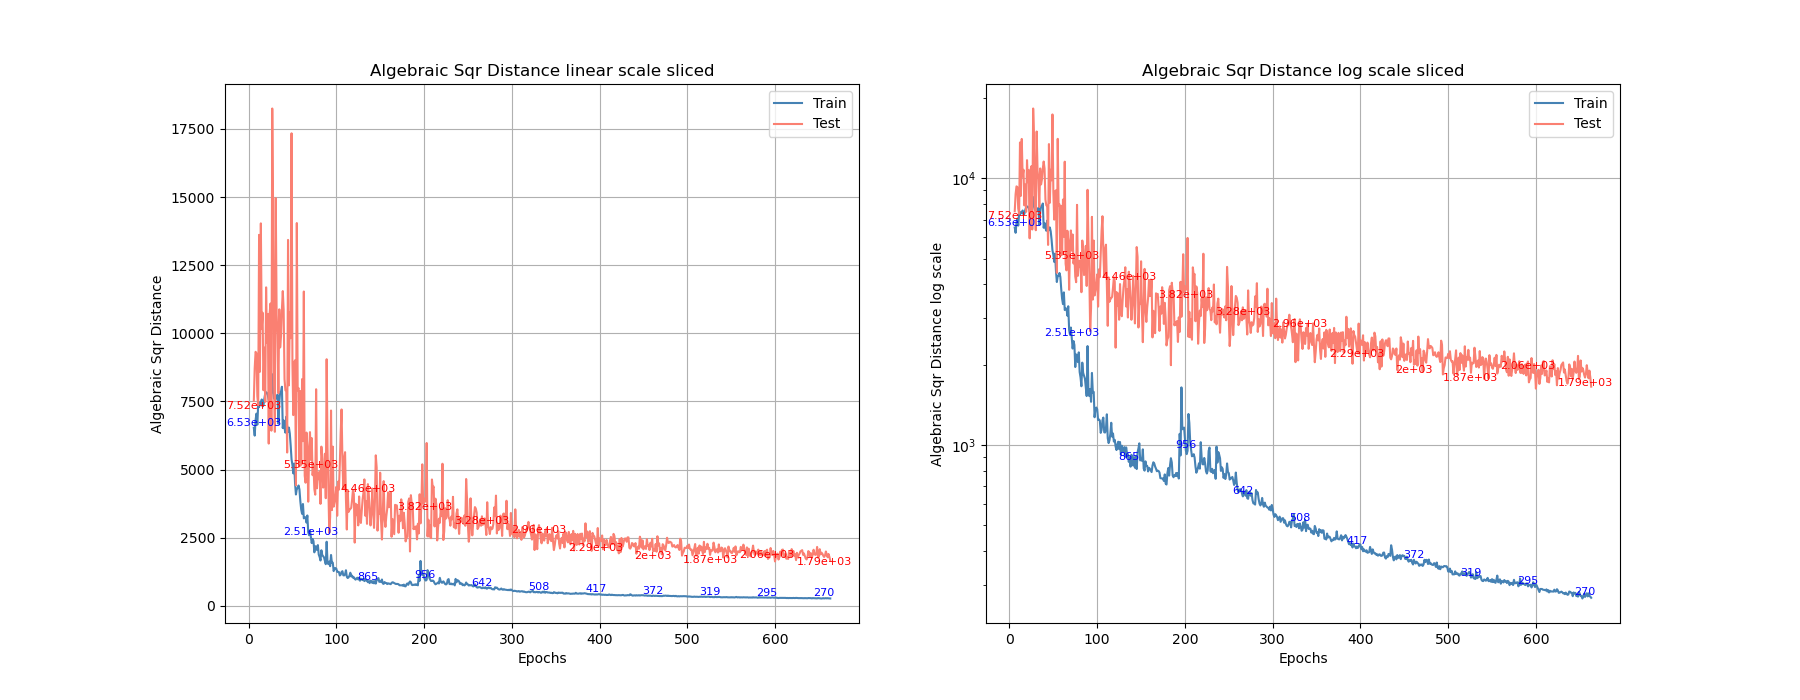 Algebraic Sqr Distance linear scale sliced
Train
Test
17500
15000
12500
10000
7500
5000
2500
0
Algebraic Sqr Distance
7.52e+03
6.53e+03
5.35e+03
2.51e+03
4.46e+03
865
3.82e+03
956
3.28e+03
642
2.96e+03
508
2.29e+03
417
2e+03
372
1.87e+03
319
2.06e+03
295
1.79e+03
270
0
100
200
300
400
500
600
Epochs
Algebraic Sqr Distance log scale sliced
Train
Test
10^4
10^3
Algebraic Sqr Distance log scale
7.52e+03
6.53e+03
5.35e+03
2.51e+03
4.46e+03
865
3.82e+03
956
3.28e+03
642
2.96e+03
508
2.29e+03
417
2e+03
372
1.87e+03
319
2.06e+03
295
1.79e+03
270
0
100
200
300
400
500
600
Epochs